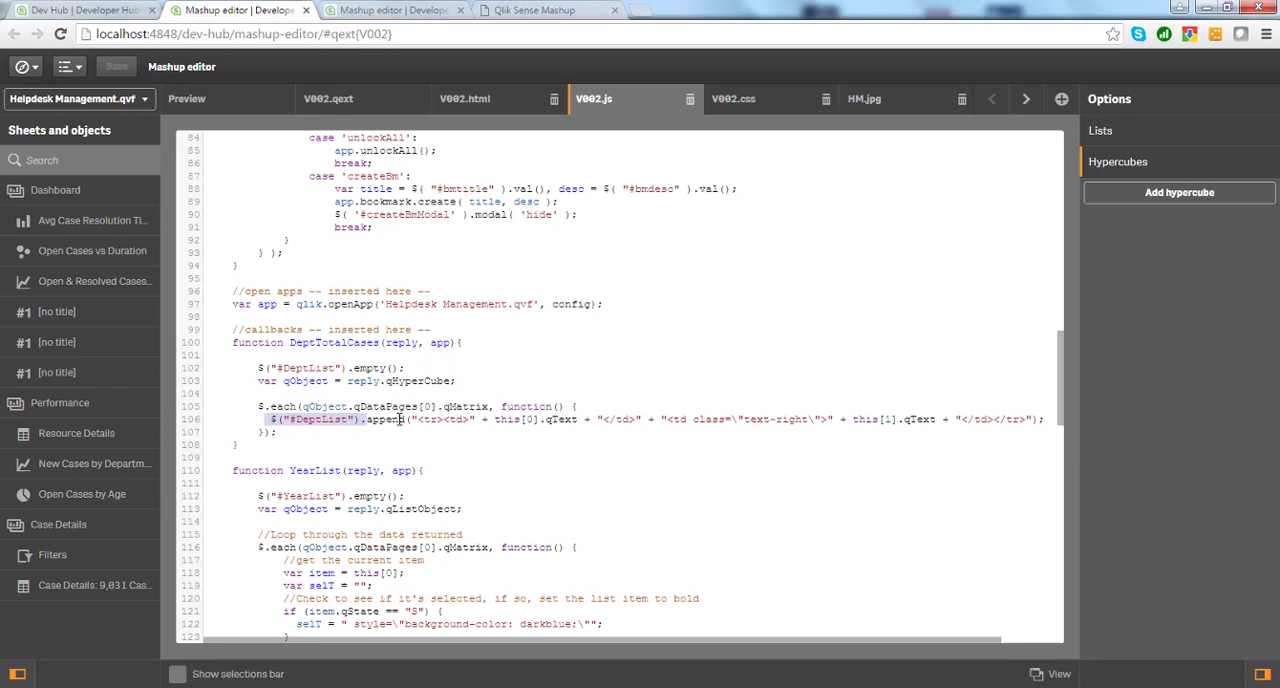 Dev Hub | Developer Hub
Mashup editor | Develope
Mashup editor | Develope
Qlik Sense Mashup
localhost:4848/dev-hub/mashup-editor/#qext{V002}
Save
Mashup editor
Helpdesk Management.qvf
Preview
V002.qext
V002.html
V002.js
V002.css
HM.jpg
Options
Sheets and objects
Search
Dashboard
Avg Case Resolution Ti...
Open Cases vs Duration
Open & Resolved Cases...
#1 [no title]
#1 [no title]
#1 [no title]
Performance
Resource Details
New Cases by Departm...
Open Cases by Age
Case Details
Filters
Case Details: 9,031 Cas...
84 case 'unlockAll':
85 app.unlockAll();
86 break;
87 case 'createBm':
88 var title = $( "#bmtitle" ).val(), desc = $( "#bmdesc" ).val();
89 app.bookmark.create( title, desc );
90 $( '#createBmModal' ).modal( 'hide' );
91 break;
92 }
93 } );
94 }
95
96 //open apps -- inserted here --
97 var app = qlik.openApp('Helpdesk Management.qvf', config);
98
99 //callbacks -- inserted here --
100 function DeptTotalCases(reply, app){
101
102 $("#DeptList").empty();
103 var qObject = reply.qHyperCube;
104
105 $.each(qObject.qDataPages[0].qMatrix, function() {
106 $("#DeptList").append("<tr><td>" + this[0].qText + "</td>" + "<td class=\"text-right\">" + this[1].qText + "</td></tr>");
107 });
108 }
109
110 function YearList(reply, app){
111
112 $("#YearList").empty();
113 var qObject = reply.qListObject;
114
115 //Loop through the data returned
116 $.each(qObject.qDataPages[0].qMatrix, function() {
117 //get the current item
118 var item = this[0];
119 var selT = "";
120 //Check to see if it's selected, if so, set the list item to bold
121 if (item.qState == "S") {
122 selT = " style=\"background-color: darkblue;\"";
123 }
Lists
Hypercubes
Add hypercube
Show selections bar
View